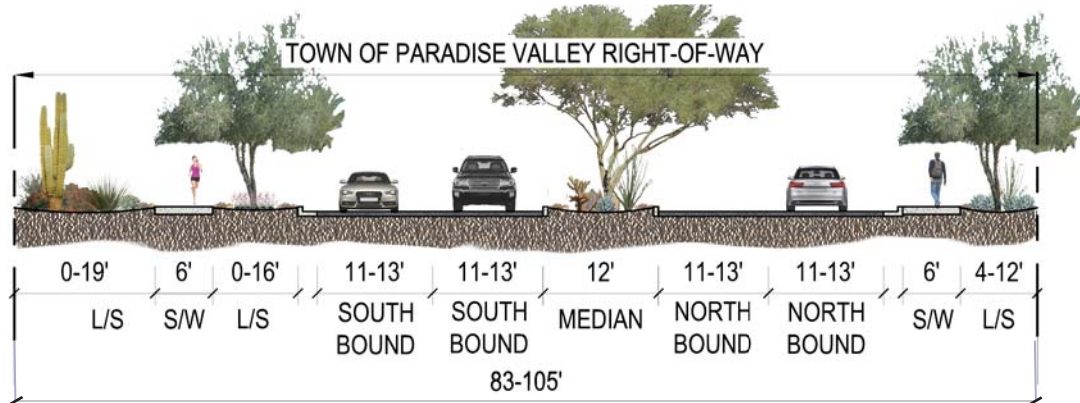 TOWN OF PARADISE VALLEY RIGHT-OF-WAY
0-19' 6' 0-16' 11-13' 11-13' 12' 11-13' 11-13' 6' 4-12'
L/S S/W L/S SOUTH SOUTH MEDIAN NORTH NORTH S/W L/S
BOUND BOUND BOUND BOUND
83-105'